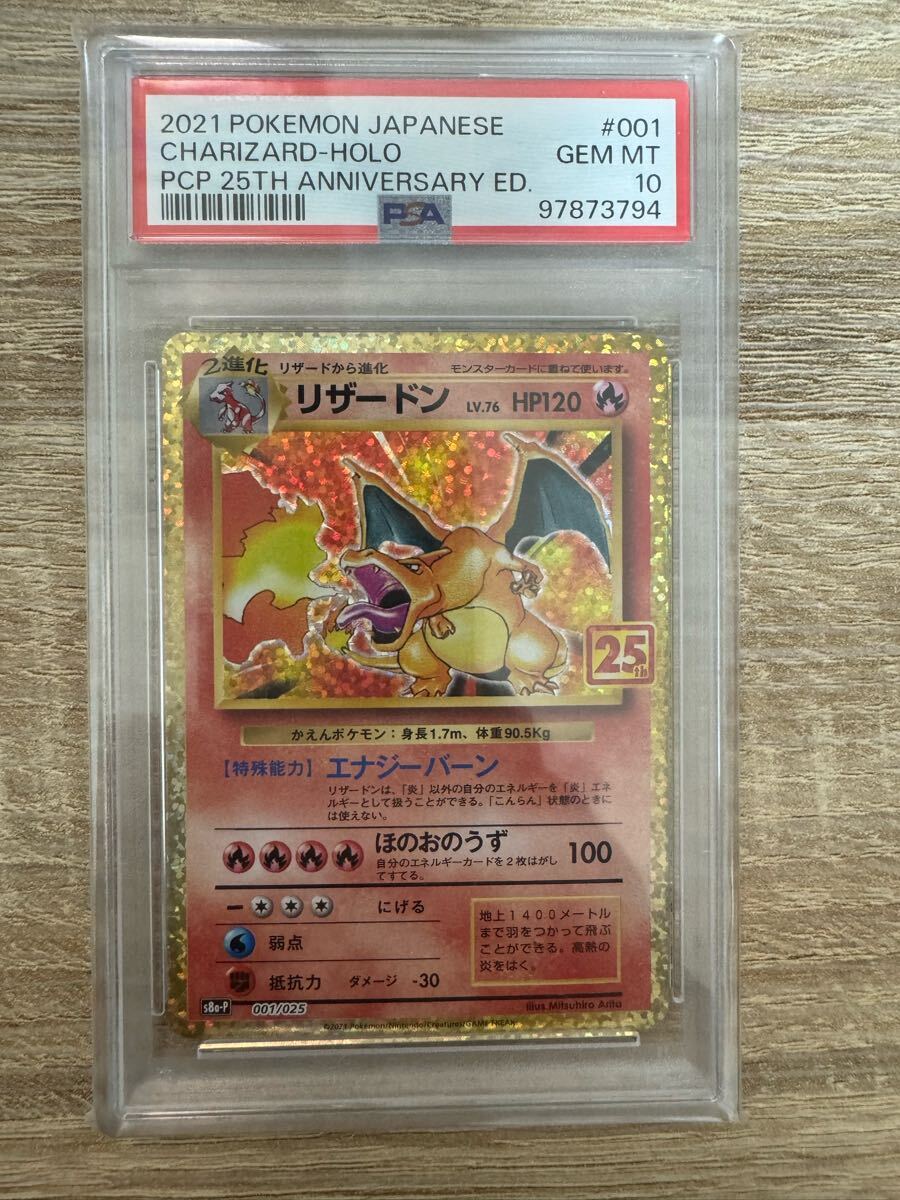 2021 POKEMON JAPANESE #001
CHARIZARD-HOLO GEM MT
PCP 25TH ANNIVERSARY ED. 10
PSA 97873794
2進化 リザードから進化 モンスターカードに重ねて使います。
リザードン LV.76 HP120
25th
かえんポケモン：身長1.7m、体重90.5Kg
【特殊能力】エナジーバーン
リザードンは、「炎」以外の自分のエネルギーを「炎」エネ
ルギーとして扱うことができる。「こんらん」状態のときに
は使えない。
ほのおのうず 100
自分のエネルギーカードを２枚はがし
てすてる。
にげる
弱点
抵抗力 ダメージ -30
地上１４００メートル
まで羽をつかって飛ぶ
ことができる。高熱の
炎をはく。
s8a-P 001/025 Illus.Mitsuhiro Arita
©2021 Pokémon/Nintendo/Creatures/GAME FREAK.